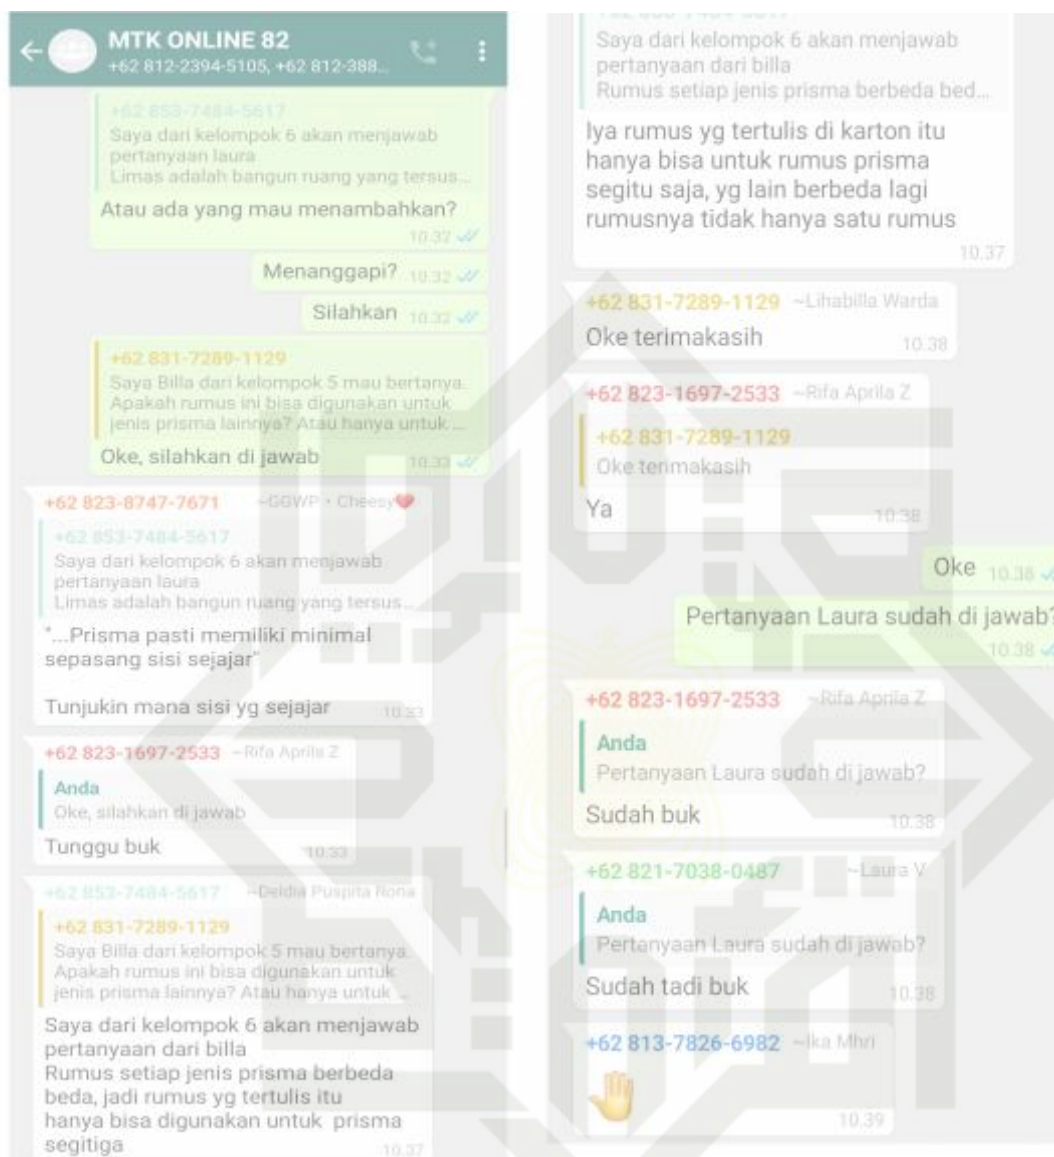 MTK ONLINE 82
+62 812-2394-5105, +62 812-388...
+62 853-7484-5617
Saya dari kelompok 6 akan menjawab
pertanyaan laura
Limas adalah bangun ruang yang tersus...
Atau ada yang mau menambahkan?
10.32
Menanggapi? 10.32
Silahkan 10.32
+62 831-7289-1129
Saya Billa dari kelompok 5 mau bertanya.
Apakah rumus ini bisa digunakan untuk
jenis prisma lainnya? Atau hanya untuk ...
Oke, silahkan di jawab 10.33
+62 823-8747-7671 ~GGWP • Cheesy❤
+62 853-7484-5617
Saya dari kelompok 6 akan menjawab
pertanyaan laura
Limas adalah bangun ruang yang tersus...
"...Prisma pasti memiliki minimal
sepasang sisi sejajar"
Tunjukin mana sisi yg sejajar 10.33
+62 823-1697-2533 ~Rifa Aprila Z
Anda
Oke, silahkan di jawab
Tunggu buk 10.33
+62 853-7484-5617 ~Deldia Puspita Rona
+62 831-7289-1129
Saya Billa dari kelompok 5 mau bertanya.
Apakah rumus ini bisa digunakan untuk
jenis prisma lainnya? Atau hanya untuk ...
Saya dari kelompok 6 akan menjawab
pertanyaan dari billa
Rumus setiap jenis prisma berbeda
beda, jadi rumus yg tertulis itu
hanya bisa digunakan untuk prisma
segitiga 10.37
Saya dari kelompok 6 akan menjawab
pertanyaan dari billa
Rumus setiap jenis prisma berbeda bed...
Iya rumus yg tertulis di karton itu
hanya bisa untuk rumus prisma
segitu saja, yg lain berbeda lagi
rumusnya tidak hanya satu rumus
10.37
+62 831-7289-1129 ~Lihabilla Warda
Oke terimakasih 10.38
+62 823-1697-2533 ~Rifa Aprila Z
+62 831-7289-1129
Oke terimakasih
Ya 10.38
Oke 10.38
Pertanyaan Laura sudah di jawab?
10.38
+62 823-1697-2533 ~Rifa Aprila Z
Anda
Pertanyaan Laura sudah di jawab?
Sudah buk 10.38
+62 821-7038-0487 ~Laura V
Anda
Pertanyaan Laura sudah di jawab?
Sudah tadi buk 10.38
+62 813-7826-6982 ~Ika Mhri
🤚
10.39